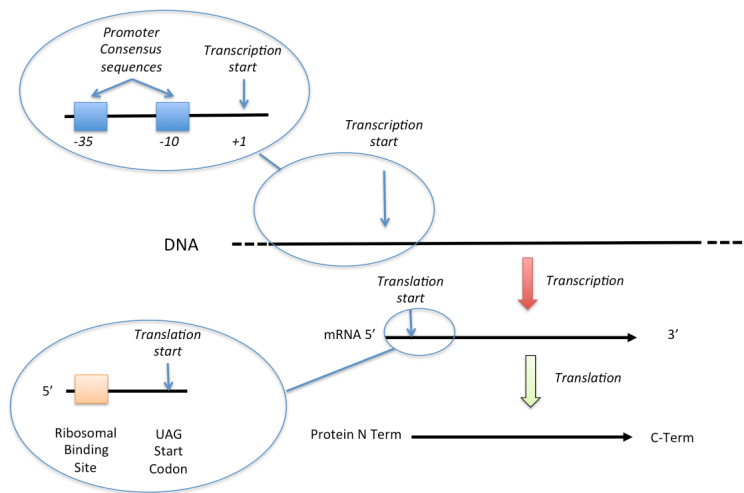 Promoter
Consensus
sequences
Transcription
start
-35
-10
+1
Transcription
start
DNA
Transcription
Translation
start
mRNA 5’
3’
Translation
start
5’
Translation
Ribosomal
Binding
Site
UAG
Start
Codon
Protein N Term
C-Term